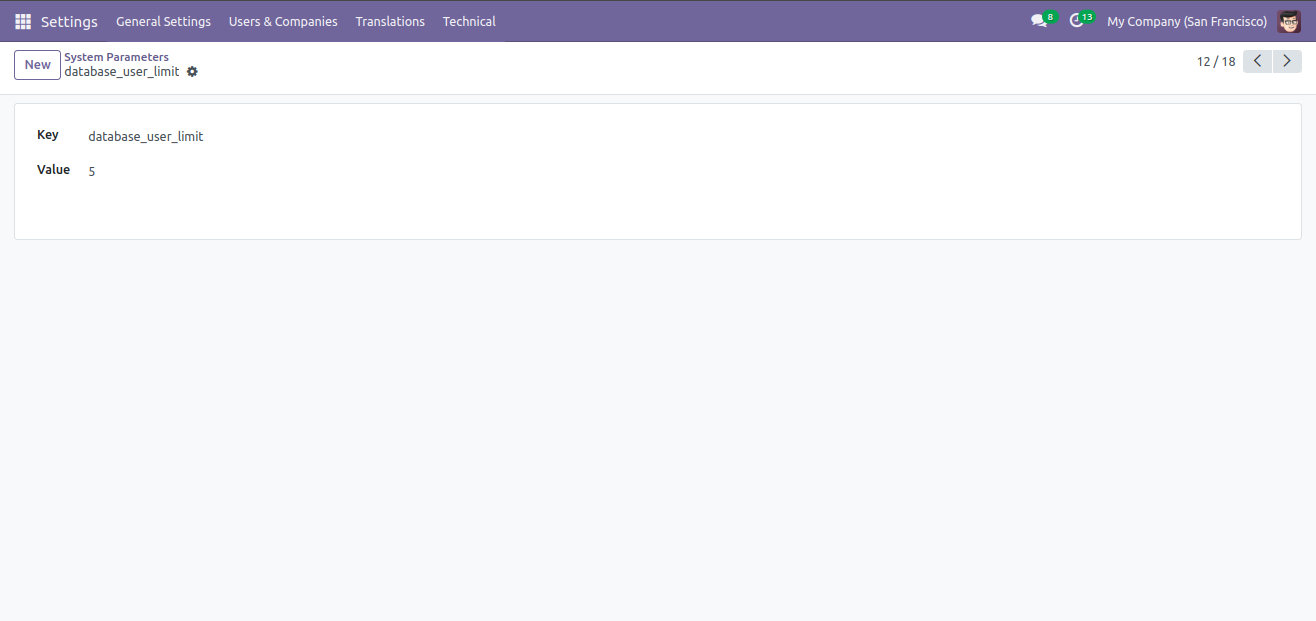 Settings General Settings Users & Companies Translations Technical 8 13 My Company (San Francisco)
New System Parameters 12 / 18
database_user_limit
Key database_user_limit
Value 5